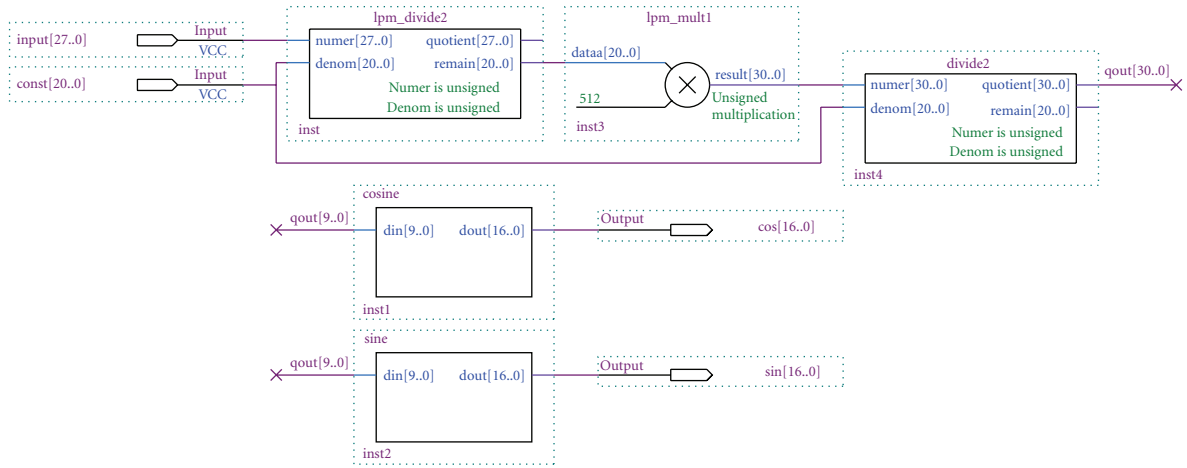 lpm_divide2
lpm_mult1
input[27..0]
Input
VCC
numer[27..0]
quotient[27..0]
dataa[20..0]
const[20..0]
Input
VCC
denom[20..0]
remain[20..0]
Numer is unsigned
Denom is unsigned
inst
512
inst3
result[30..0]
Unsigned
multiplication
divide2
qout[30..0]
numer[30..0]
quotient[30..0]
denom[20..0]
remain[20..0]
Numer is unsigned
Denom is unsigned
inst4
cosine
qout[9..0]
din[9..0]
dout[16..0]
Output
cos[16..0]
inst1
sine
qout[9..0]
din[9..0]
dout[16..0]
Output
sin[16..0]
inst2